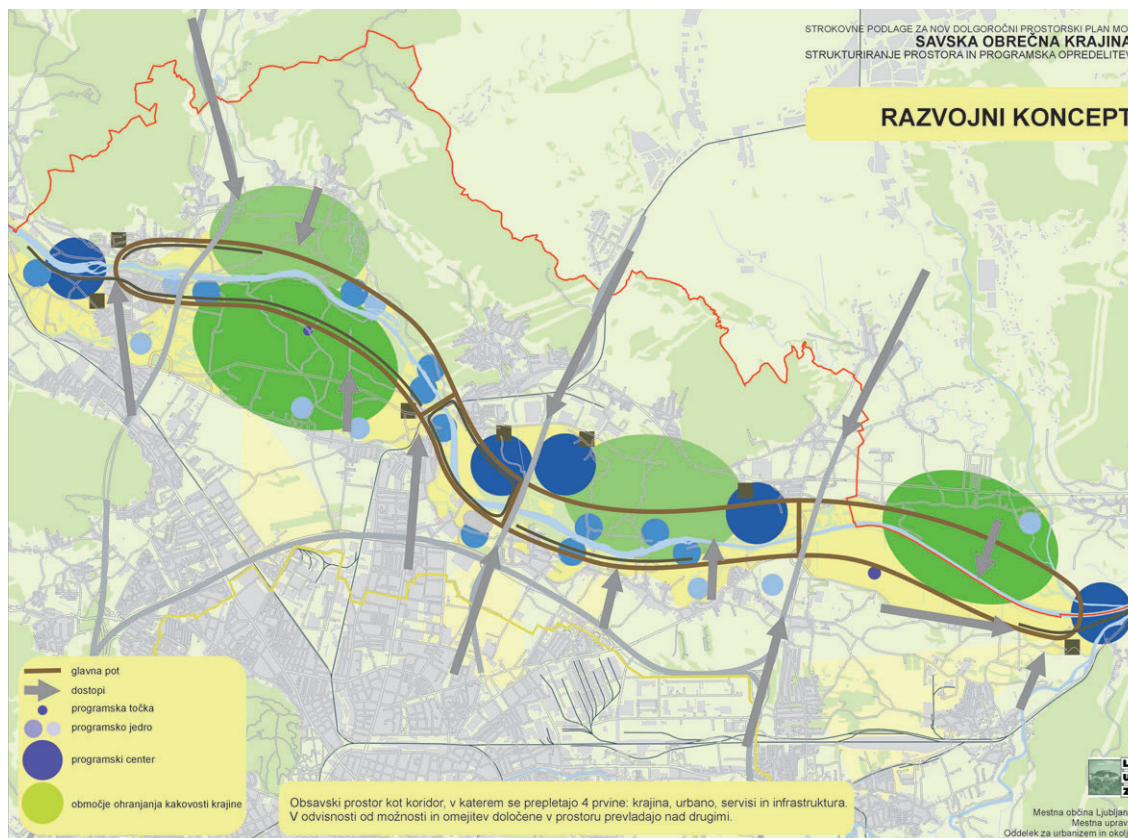 STROKOVNE PODLAGE ZA NOV DOLGOROČNI PROSTORSKI PLAN MO
SAVSKA OBREČNA KRAJINA
STRUKTURIRANJE PROSTORA IN PROGRAMSKA OPREDELITEV
RAZVOJNI KONCEPT
glavna pot
dostopi
programska točka
programsko jedro
programski center
območje ohranjanja kakovosti krajine
Obsavski prostor kot koridor, v katerem se prepletajo 4 prvine: krajina, urbano, servisi in infrastruktura.
V odvisnosti od možnosti in omejitev določene v prostoru prevladajo nad drugimi.
L
U
Z
Mestna občina Ljubljan
Mestna uprav
Oddelek za urbanizem in okol